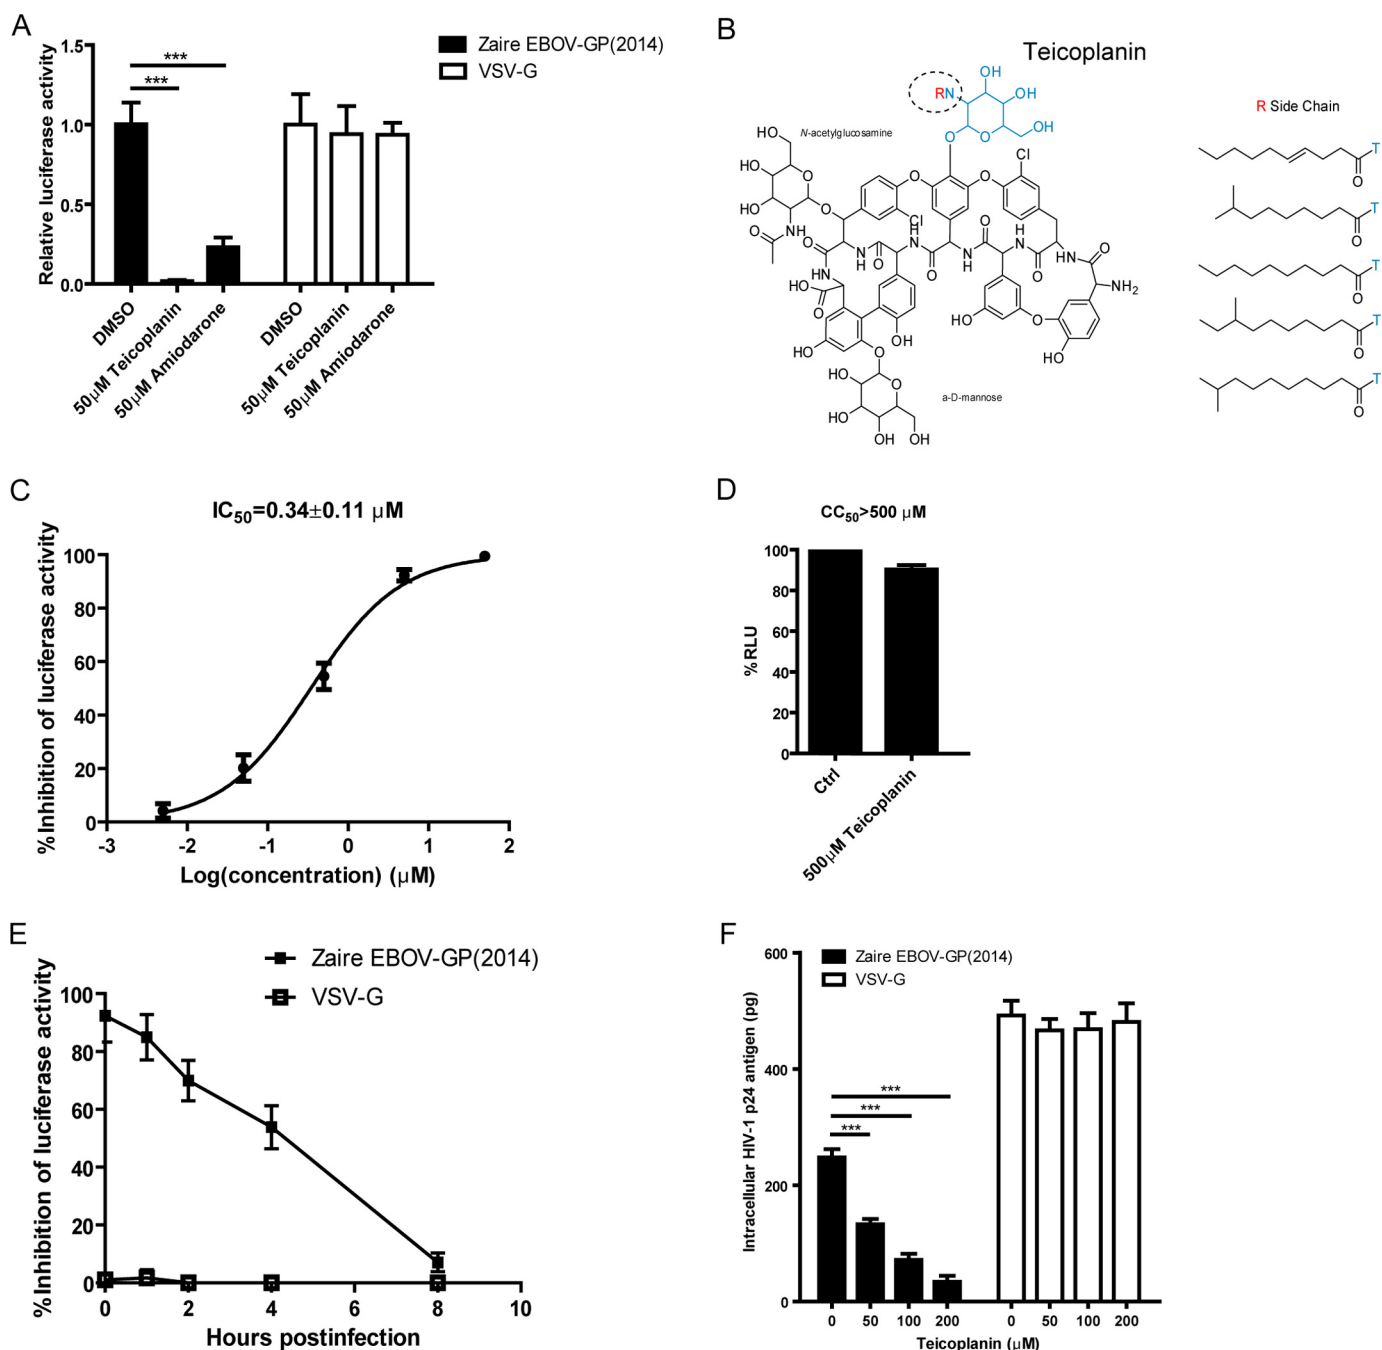 A
Relative luciferase activity
1.5
1.0
0.5
0.0
***
***
DMSO
50μM Teicoplanin
50μM Amiodarone
DMSO
50μM Teicoplanin
50μM Amiodarone
Zaire EBOV-GP(2014)
VSV-G
B
Teicoplanin
OH
RN
OH
OH
O
O
N-acetylglucosamine
HO
HO
O
HO
O
NH
O
O
Cl
O
O
Cl
O
N
H
O
H
N
O
N
H
O
NH
O
NH
O
NH2
HN
HO
O
HO
OH
O
HO
O
HO
HO
O
HO
HO
OH
OH
a-D-mannose
R Side Chain
T
O
T
O
T
O
T
O
T
O
C
IC50=0.34±0.11 μM
%Inhibition of luciferase activity
100
80
60
40
20
0
-3
-2
-1
0
1
2
Log(concentration) (μM)
D
CC50>500 μM
%RLU
100
80
60
40
20
0
Ctrl
500μM Teicoplanin
E
Zaire EBOV-GP(2014)
VSV-G
%Inhibition of luciferase activity
100
80
60
40
20
0
0
2
4
6
8
10
Hours postinfection
F
Zaire EBOV-GP(2014)
VSV-G
Intracellular HIV-1 p24 antigen (pg)
600
400
200
0
***
***
***
0
50
100
200
0
50
100
200
Teicoplanin (μM)